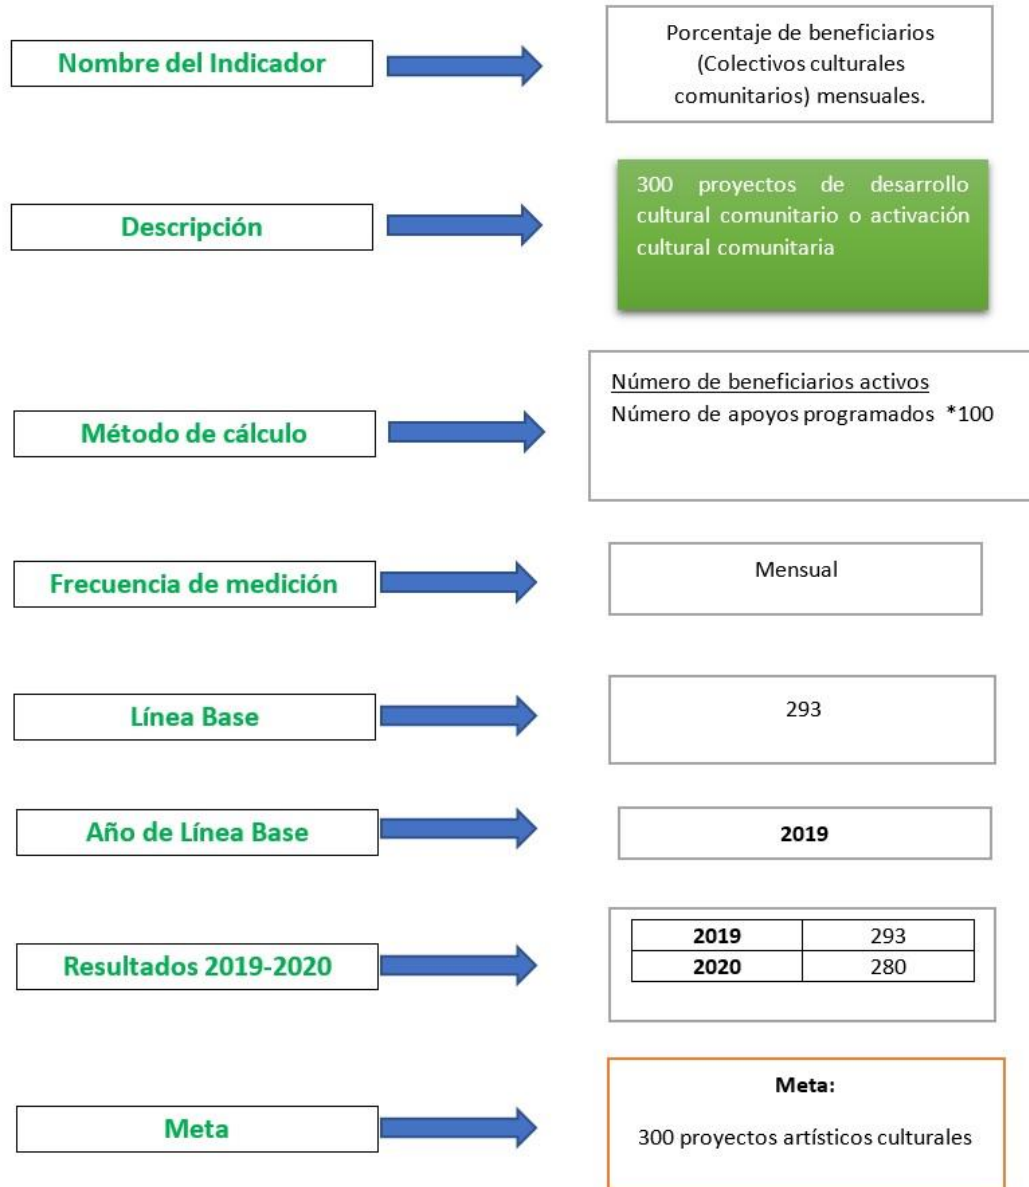 Nombre del Indicador
Porcentaje de beneficiarios
(Colectivos culturales
comunitarios) mensuales.
Descripción
300 proyectos de desarrollo
cultural comunitario o activación
cultural comunitaria
Método de cálculo
Número de beneficiarios activos
Número de apoyos programados *100
Frecuencia de medición
Mensual
Línea Base
293
Año de Línea Base
2019
Resultados 2019-2020
2019 293
2020 280
Meta
Meta:
300 proyectos artísticos culturales